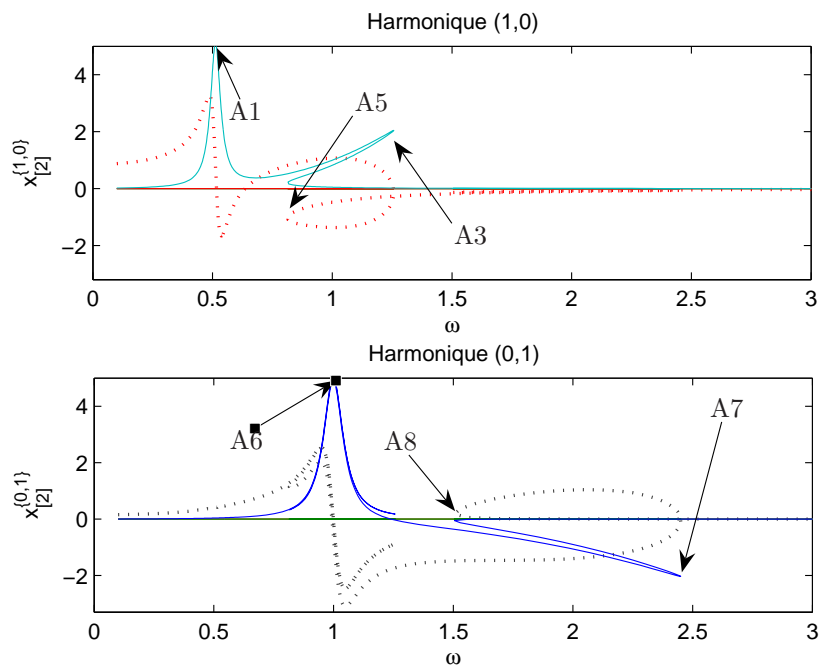 Harmonique (1,0)
4
2
0
−2
x[2]{1,0}
A1
A5
A3
0
0.5
1
1.5
2
2.5
3
ω
Harmonique (0,1)
4
2
0
−2
x[2]{0,1}
A6
A8
A7
0
0.5
1
1.5
2
2.5
3
ω